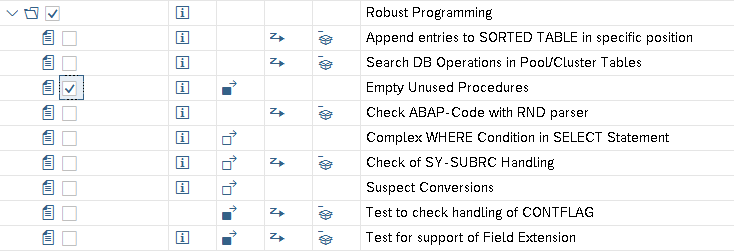 Robust Programming
Append entries to SORTED TABLE in specific position
Search DB Operations in Pool/Cluster Tables
Empty Unused Procedures
Check ABAP-Code with RND parser
Complex WHERE Condition in SELECT Statement
Check of SY-SUBRC Handling
Suspect Conversions
Test to check handling of CONTFLAG
Test for support of Field Extension